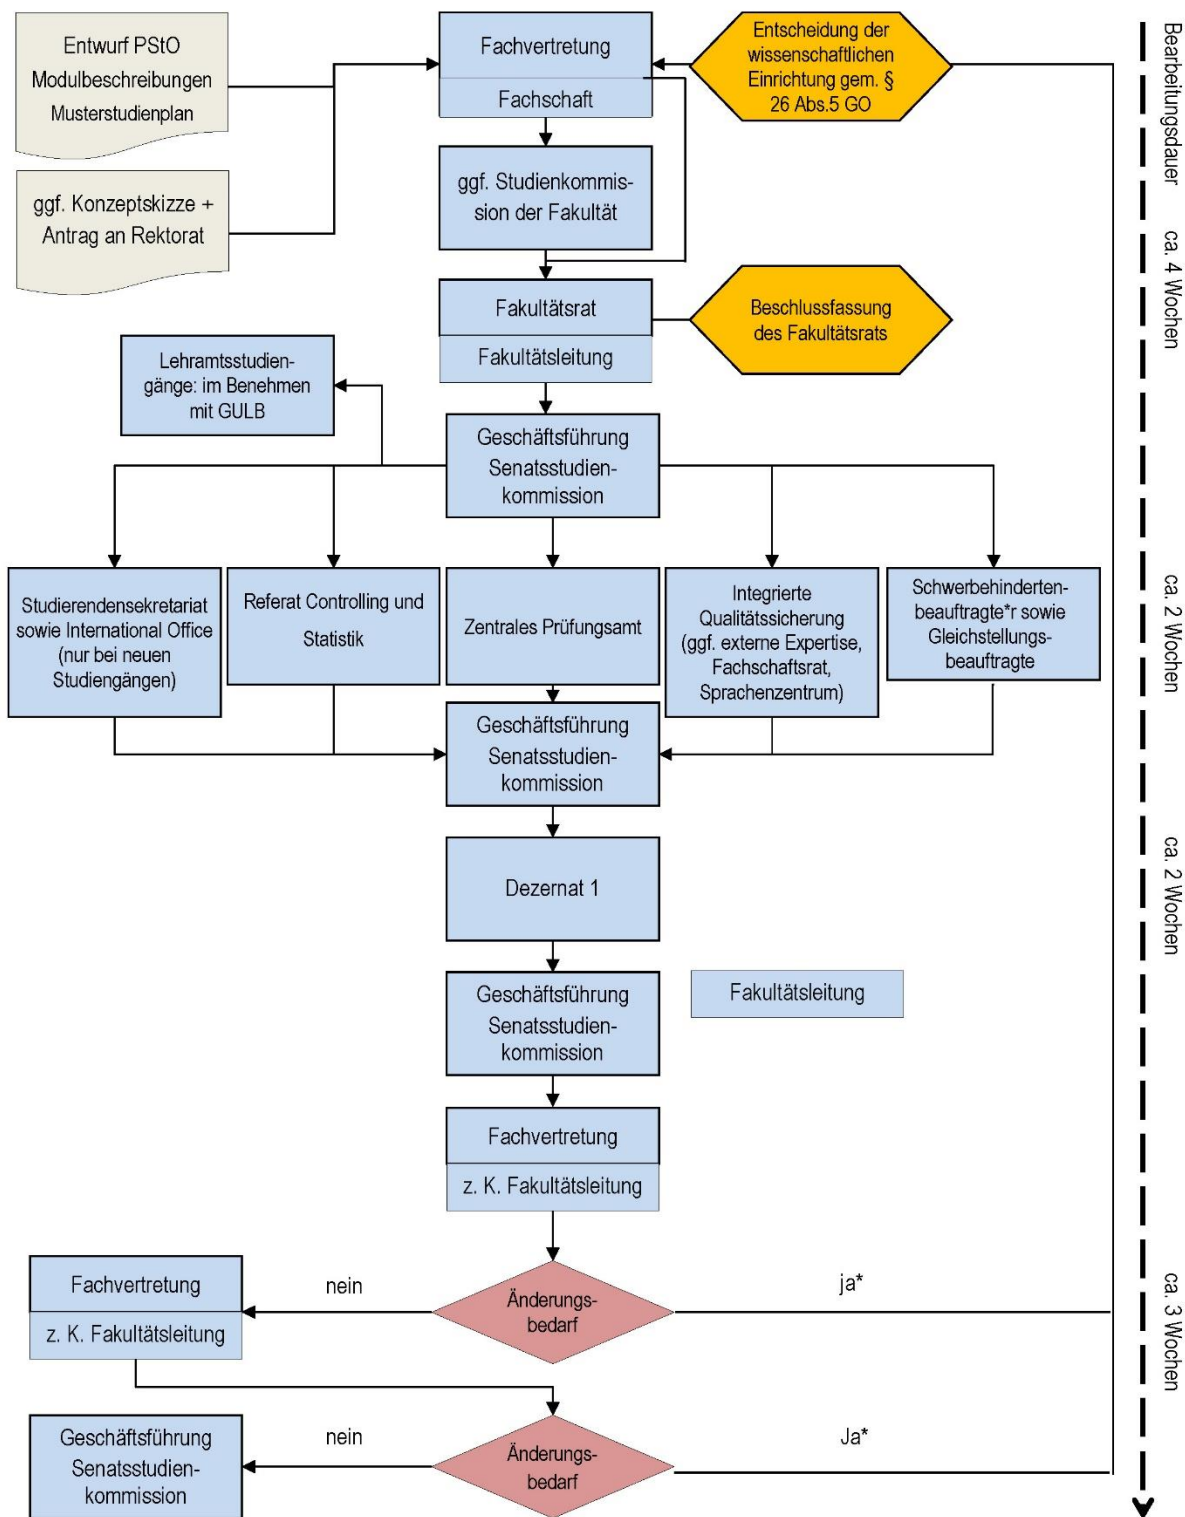 Entwurf PStO
Modulbeschreibungen
Musterstudienplan
ggf. Konzeptskizze +
Antrag an Rektorat
Fachvertretung
Fachschaft
Entscheidung der
wissenschaftlichen
Einrichtung gem. §
26 Abs.5 GO
ggf. Studienkommis-
sion der Fakultät
Fakultätsrat
Fakultätsleitung
Beschlussfassung
des Fakultätsrats
Lehramtsstudien-
gänge: im Benehmen
mit GULB
Geschäftsführung
Senatsstudien-
kommission
Studierendensekretariat
sowie International Office
(nur bei neuen
Studiengängen)
Referat Controlling und
Statistik
Zentrales Prüfungsamt
Integrierte
Qualitätssicherung
(ggf. externe Expertise,
Fachschaftsrat,
Sprachenzentrum)
Schwerbehinderten-
beauftragte*r sowie
Gleichstellungs-
beauftragte
Geschäftsführung
Senatsstudien-
kommission
Dezernat 1
Geschäftsführung
Senatsstudien-
kommission
Fakultätsleitung
Fachvertretung
z. K. Fakultätsleitung
Änderungs-
bedarf
nein
ja*
Fachvertretung
z. K. Fakultätsleitung
Änderungs-
bedarf
nein
Ja*
Geschäftsführung
Senatsstudien-
kommission
Bearbeitungsdauer
ca. 4 Wochen
ca. 2 Wochen
ca. 2 Wochen
ca. 3 Wochen